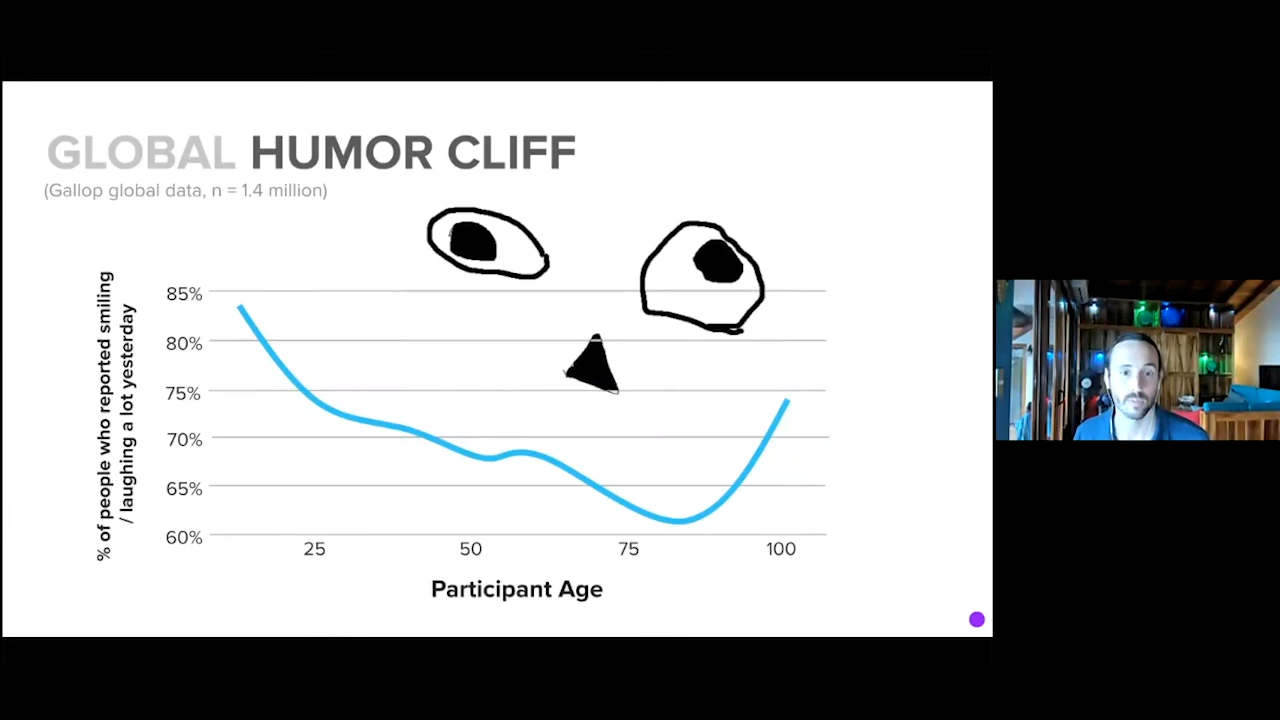 GLOBAL HUMOR CLIFF
(Gallop global data, n = 1.4 million)
% of people who reported smiling
/ laughing a lot yesterday
85%
80%
75%
70%
65%
60%
25 50 75 100
Participant Age